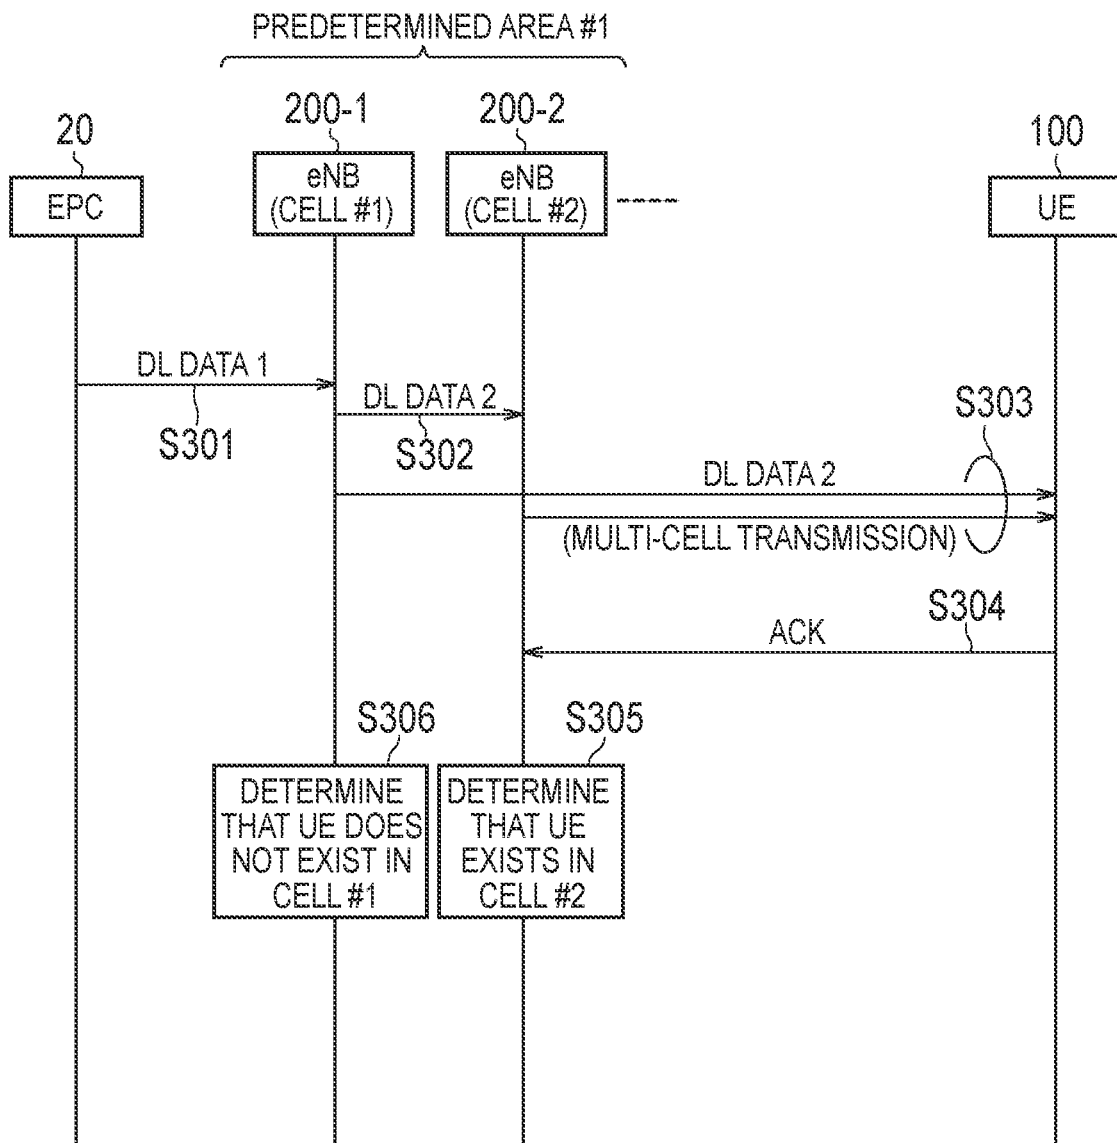 PREDETERMINED AREA #1
200-1
200-2
20
100
EPC
eNB
(CELL #1)
eNB
(CELL #2)
UE
DL DATA 1
S301
DL DATA 2
S302
S303
DL DATA 2
(MULTI-CELL TRANSMISSION)
S304
ACK
S306
S305
DETERMINE
THAT UE DOES
NOT EXIST IN
CELL #1
DETERMINE
THAT UE
EXISTS IN
CELL #2